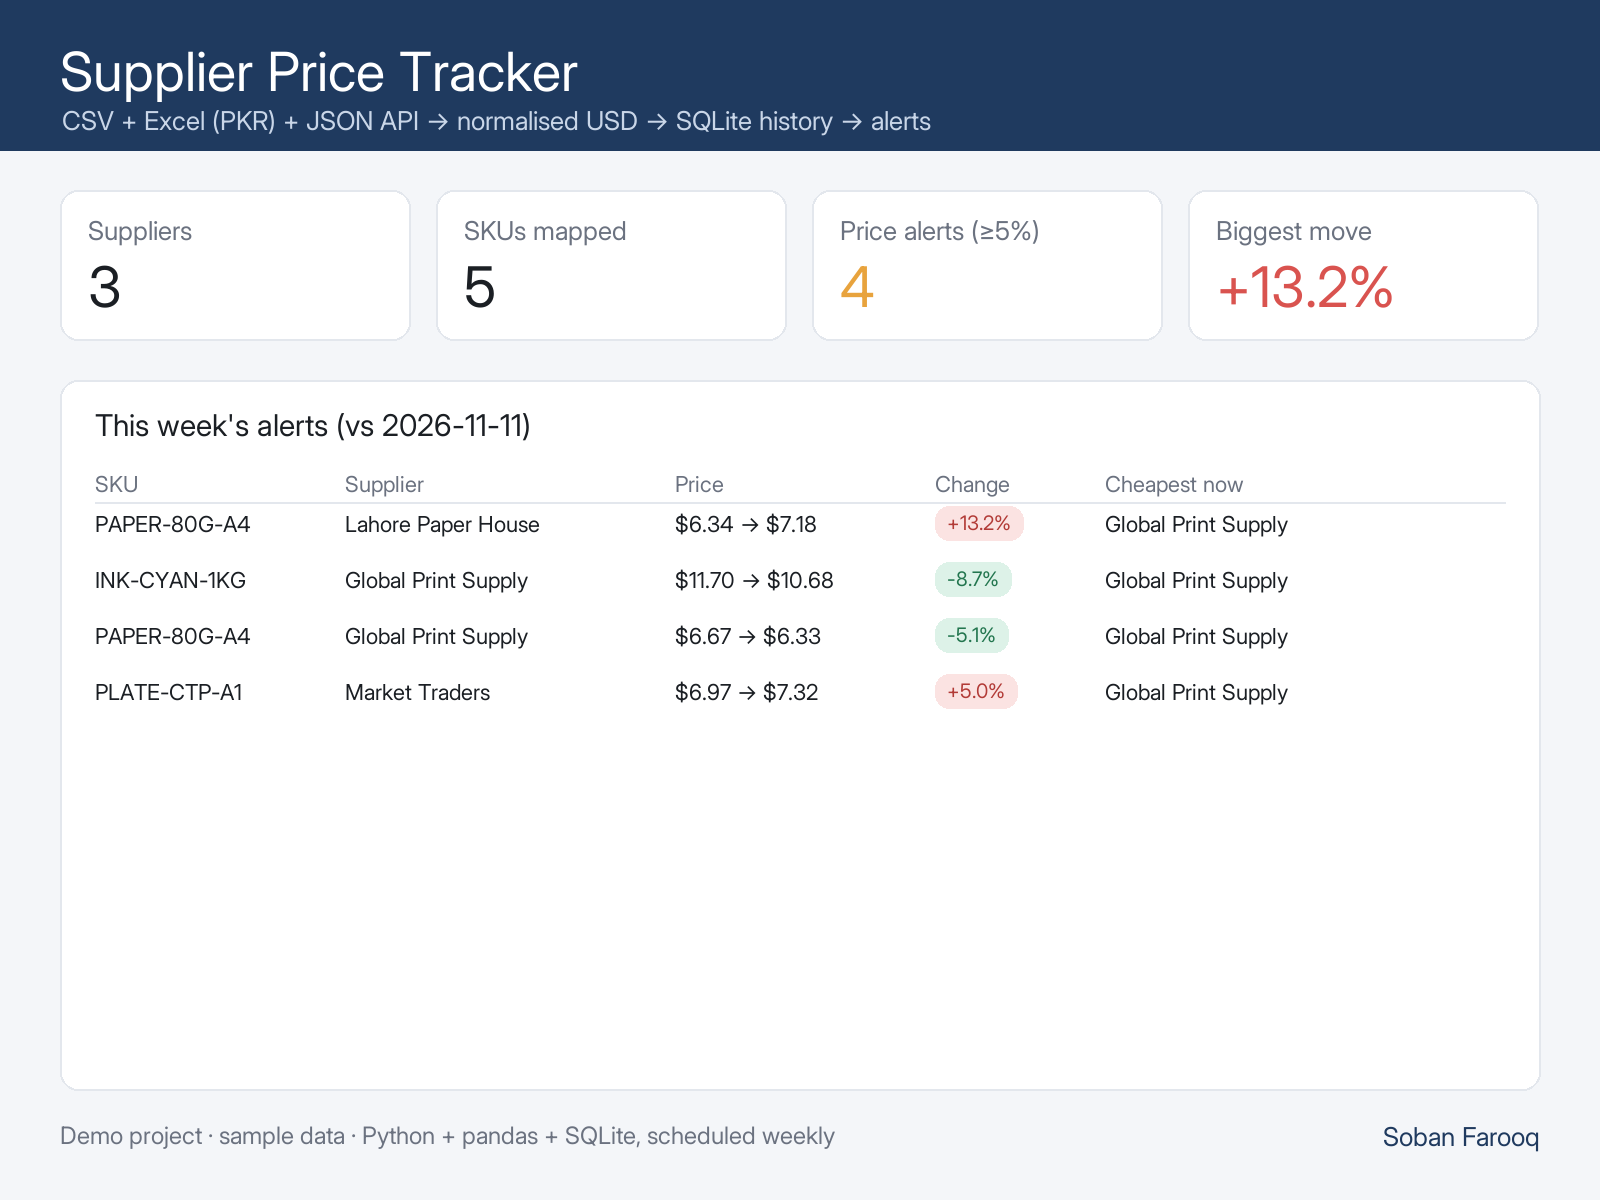 Supplier Price Tracker
CSV + Excel (PKR) + JSON API → normalised USD → SQLite history → alerts
Suppliers
3
SKUs mapped
5
Price alerts (≥5%)
4
Biggest move
+13.2%
This week's alerts (vs 2026-11-11)
SKU Supplier Price Change Cheapest now
PAPER-80G-A4 Lahore Paper House $6.34 → $7.18 +13.2% Global Print Supply
INK-CYAN-1KG Global Print Supply $11.70 → $10.68 -8.7% Global Print Supply
PAPER-80G-A4 Global Print Supply $6.67 → $6.33 -5.1% Global Print Supply
PLATE-CTP-A1 Market Traders $6.97 → $7.32 +5.0% Global Print Supply
Demo project · sample data · Python + pandas + SQLite, scheduled weekly
Soban Farooq